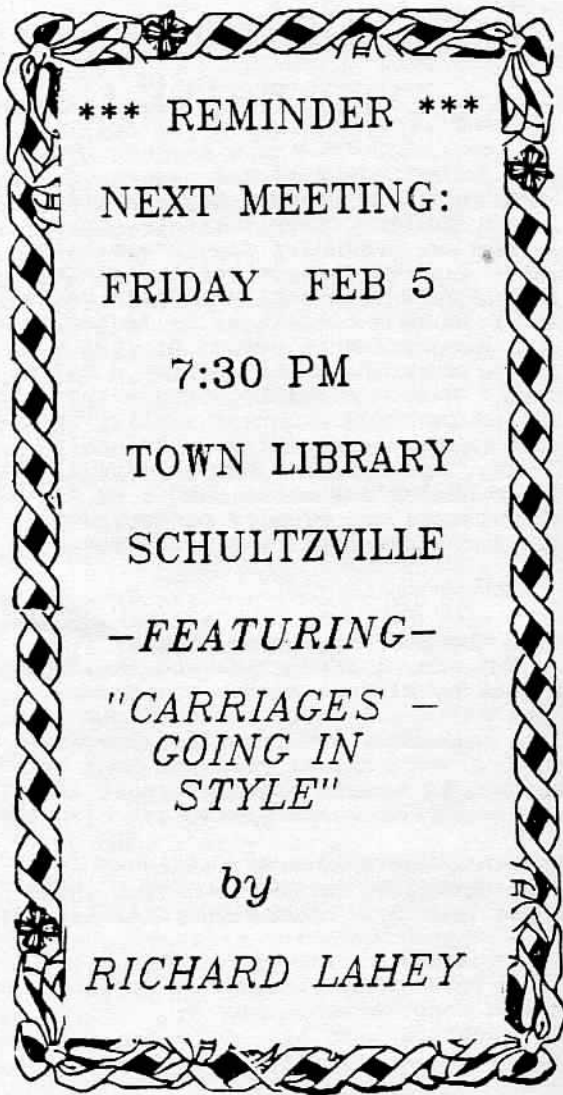 *** REMINDER ***
NEXT MEETING:
FRIDAY FEB 5
7:30 PM
TOWN LIBRARY
SCHULTZVILLE
-FEATURING-
"CARRIAGES -
GOING IN
STYLE"
by
RICHARD LAHEY